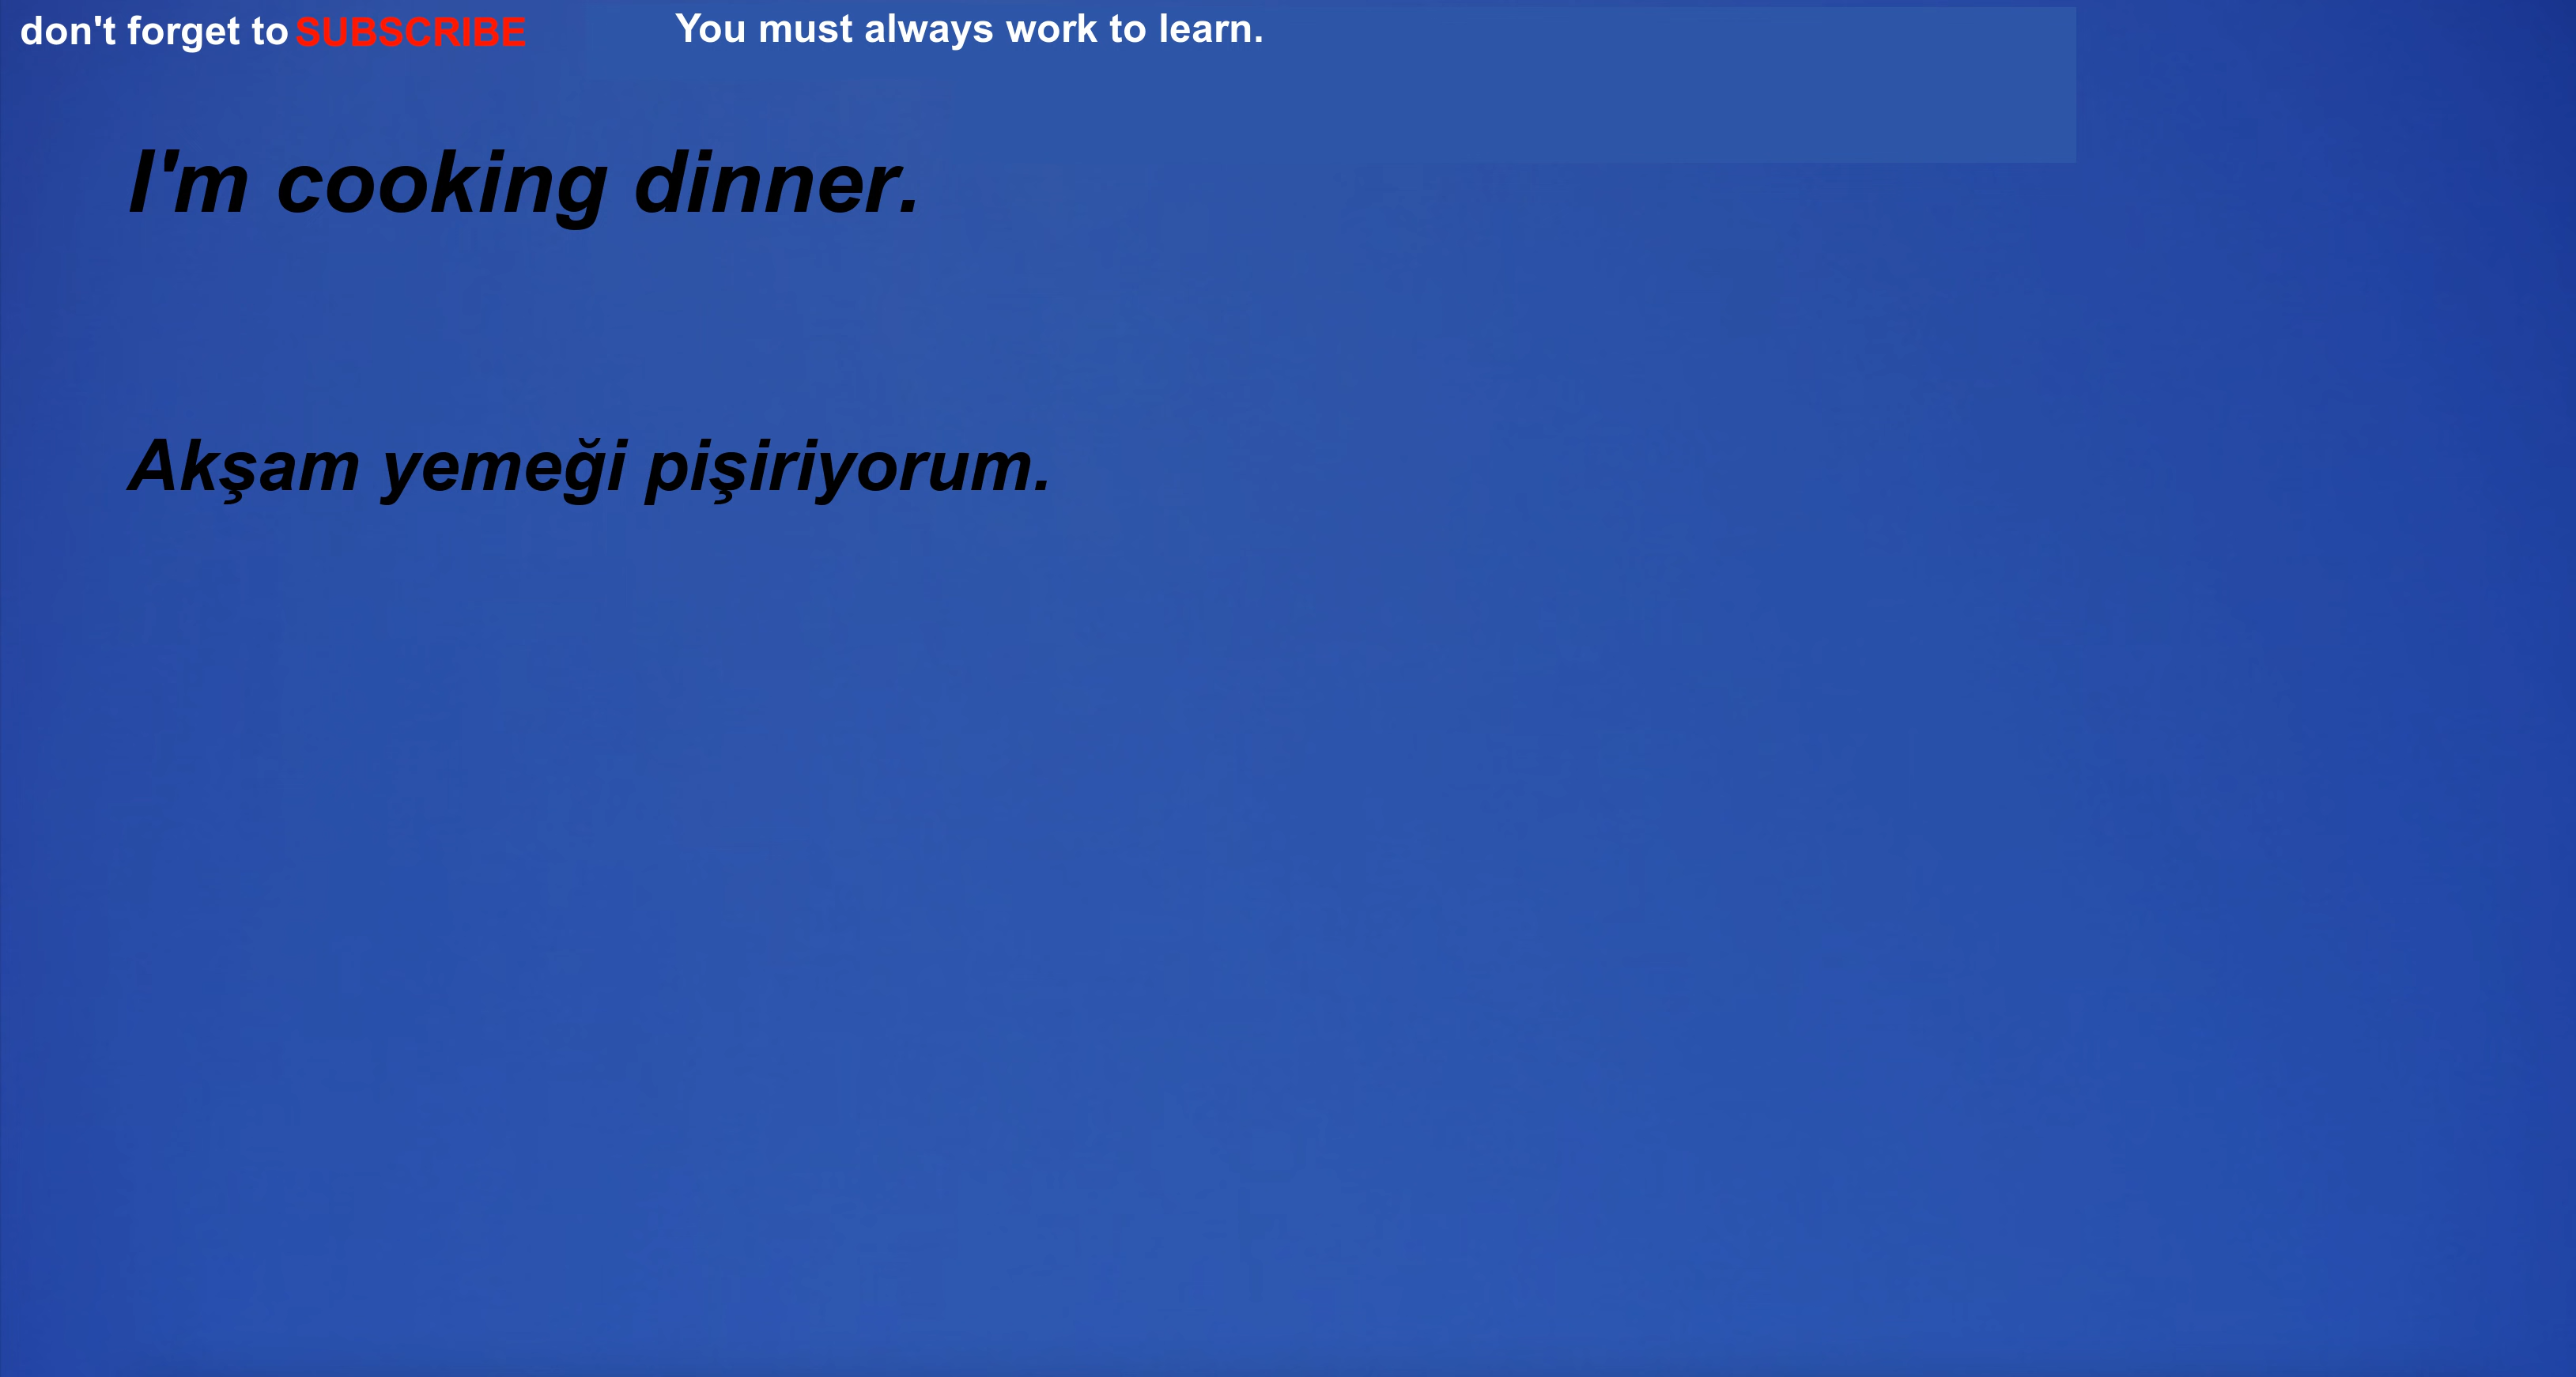 don't forget to SUBSCRIBE
You must always work to learn.
I'm cooking dinner.
Akşam yemeği pişiriyorum.